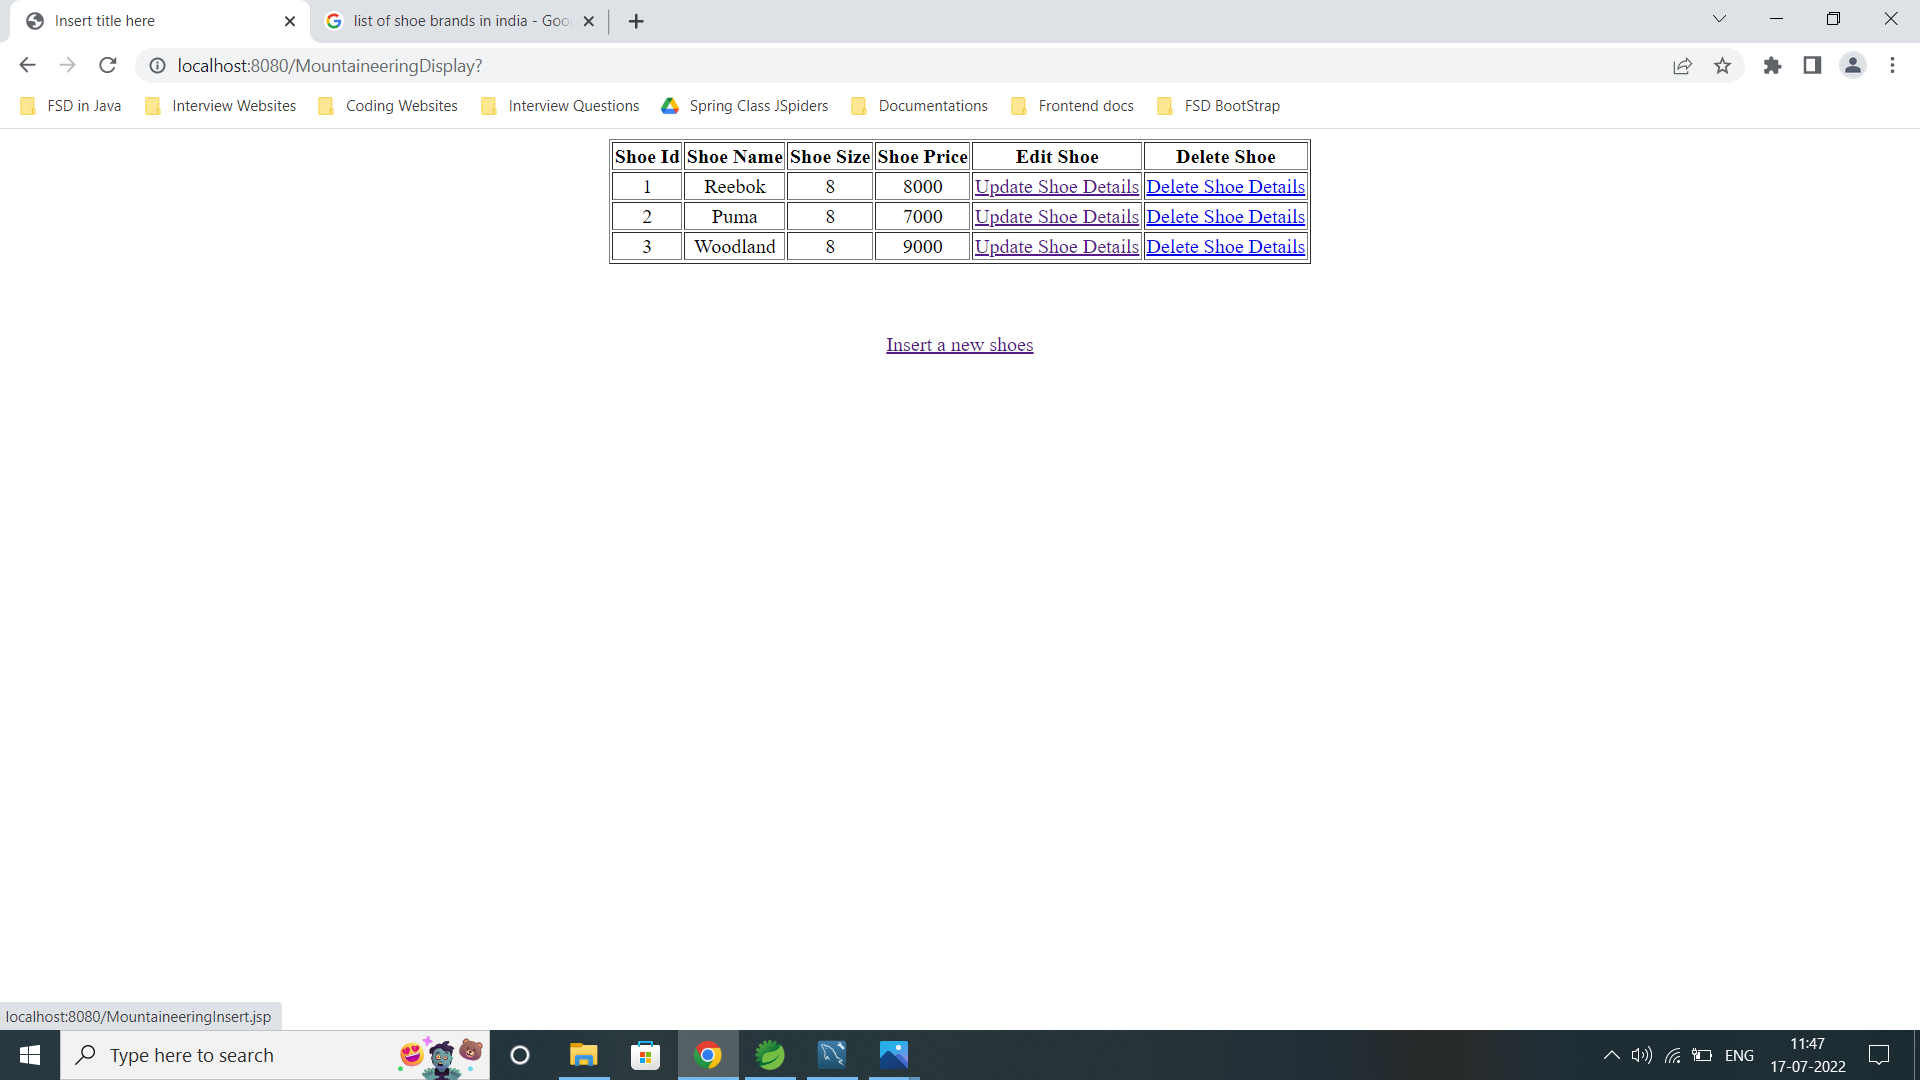 Insert title here
list of shoe brands in india - Goo
localhost:8080/MountaineeringDisplay?
FSD in Java Interview Websites Coding Websites Interview Questions Spring Class JSpiders Documentations Frontend docs FSD BootStrap
Shoe Id Shoe Name Shoe Size Shoe Price Edit Shoe Delete Shoe
1 Reebok 8 8000 Update Shoe Details Delete Shoe Details
2 Puma 8 7000 Update Shoe Details Delete Shoe Details
3 Woodland 8 9000 Update Shoe Details Delete Shoe Details
Insert a new shoes
localhost:8080/MountaineeringInsert.jsp
Type here to search
ENG
11:47
17-07-2022